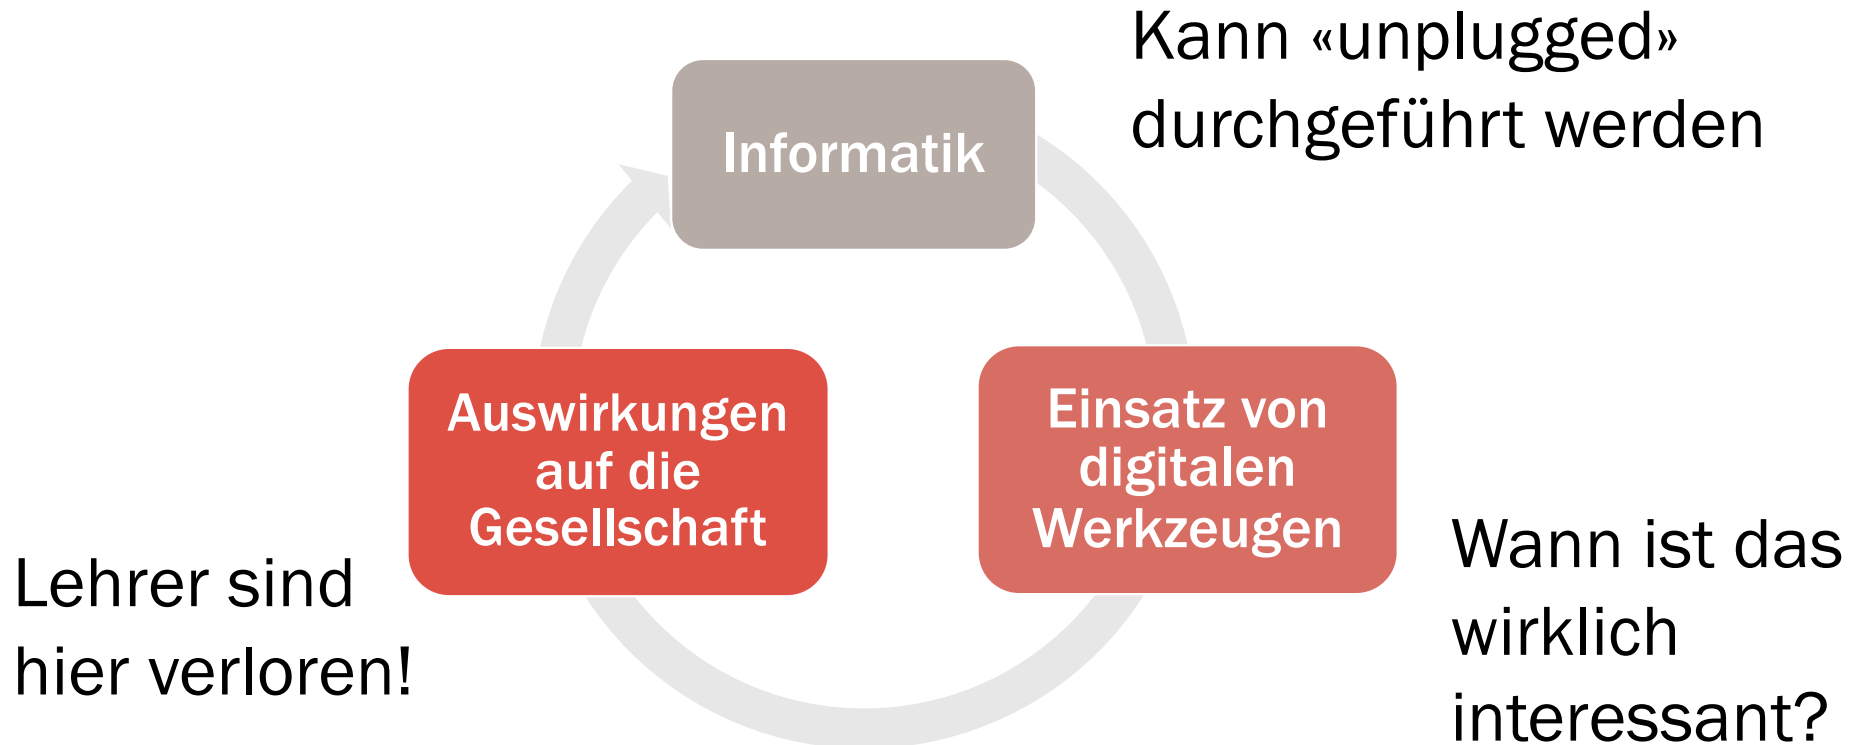 Kann «unplugged»
durchgeführt werden
Informatik
Auswirkungen
auf die
Gesellschaft
Einsatz von
digitalen
Werkzeugen
Lehrer sind
hier verloren!
Wann ist das
wirklich
interessant?